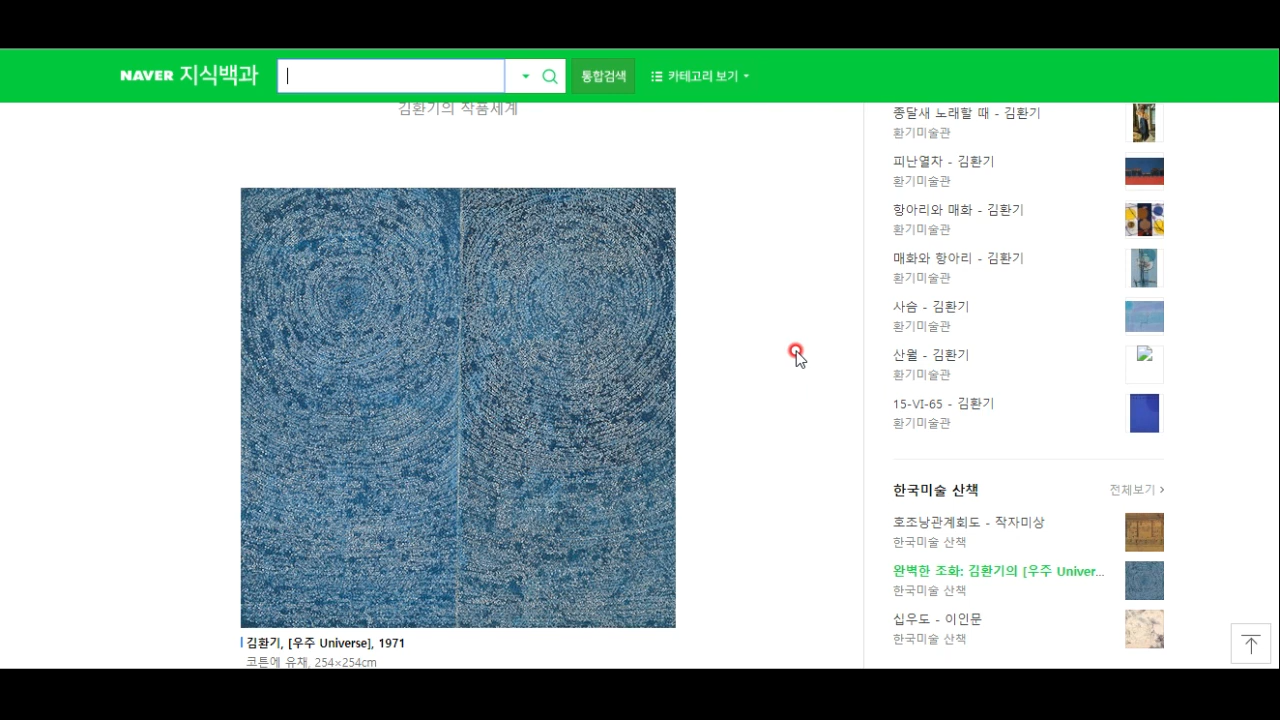 NAVER 지식백과
통합검색
카테고리 보기
김환기의 작품세계
김환기, [우주 Universe], 1971
코튼에 유채, 254×254cm
종달새 노래할 때 - 김환기
환기미술관
피난열차 - 김환기
환기미술관
항아리와 매화 - 김환기
환기미술관
매화와 항아리 - 김환기
환기미술관
사슴 - 김환기
환기미술관
산월 - 김환기
환기미술관
15-VI-65 - 김환기
환기미술관
한국미술 산책
전체보기
호조낭관계회도 - 작자미상
한국미술 산책
완벽한 조화: 김환기의 [우주 Univer...
한국미술 산책
십우도 - 이인문
한국미술 산책